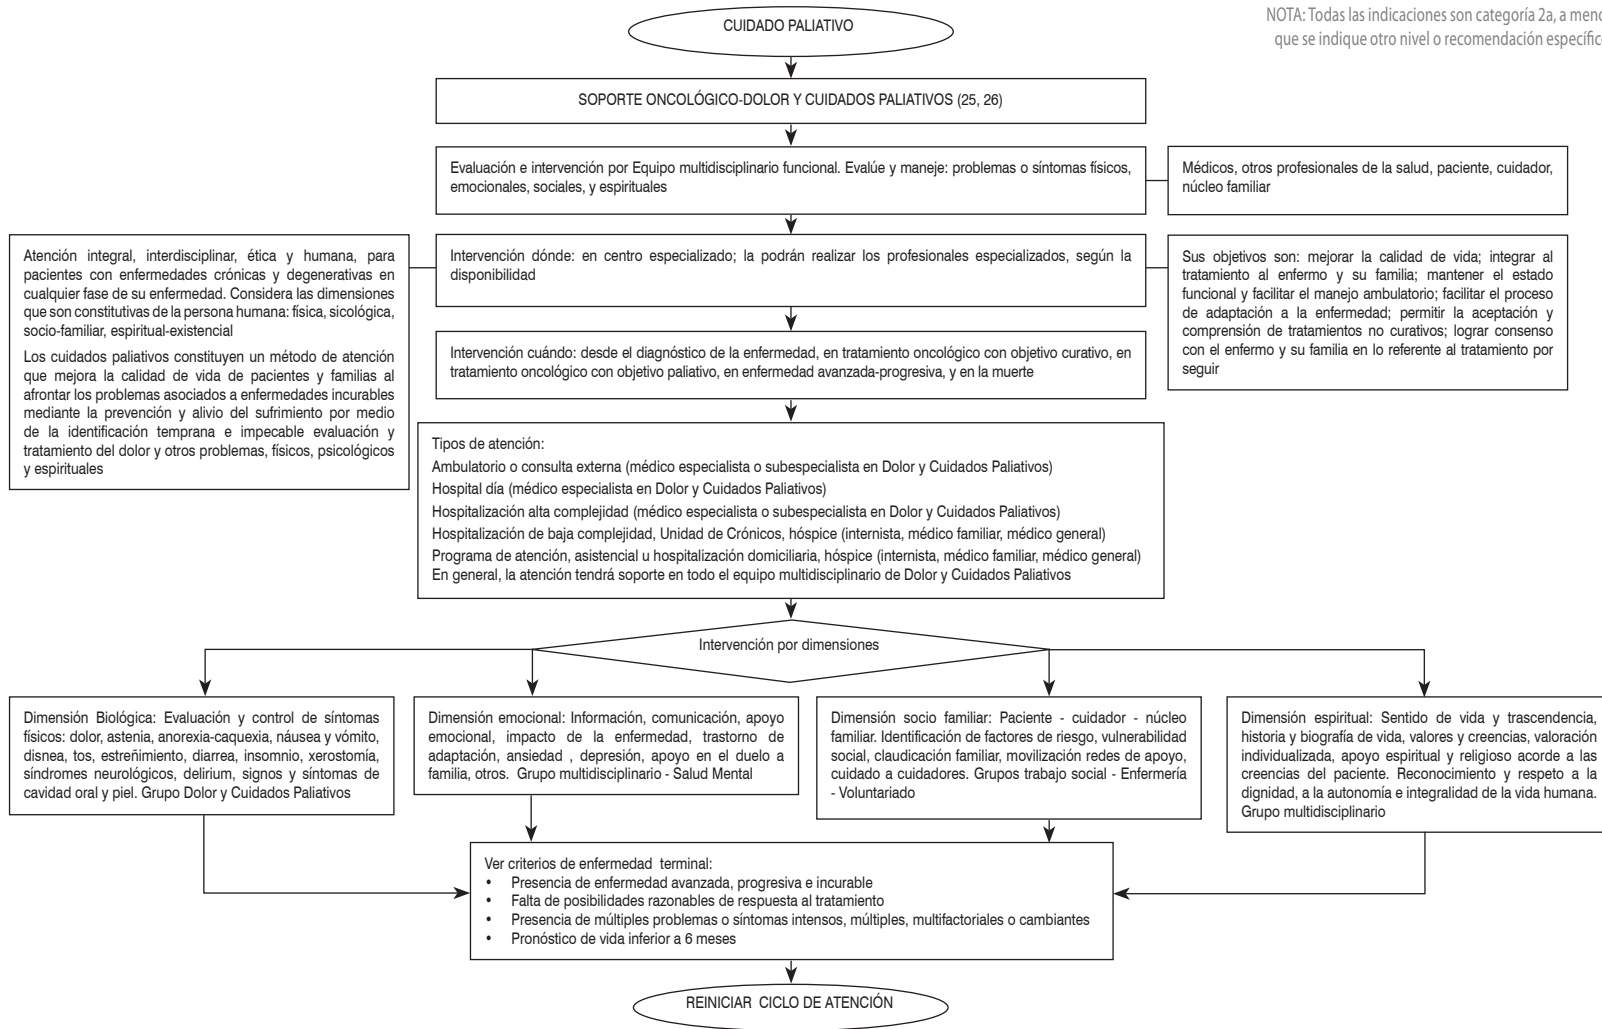 NOTA: Todas las indicaciones son categoría 2a, a
que se indique otro nivel o recomendación
CUIDADO PALIATIVO
SOPORTE ONCOLÓGICO-DOLOR Y CUIDADOS PALIATIVOS (25, 26)
Evaluación e intervención por Equipo multidisciplinario funcional. Evalúe y maneje: problemas o síntomas físicos,
emocionales, sociales, y espirituales
Médicos, otros profesionales de la salud, paciente, cuidador,
núcleo familiar
Atención integral, interdisciplinar, ética y humana, para
pacientes con enfermedades crónicas y degenerativas en
cualquier fase de su enfermedad. Considera las dimensiones
que son constitutivas de la persona humana: física, sicológica,
socio-familiar, espiritual-existencial
Los cuidados paliativos constituyen un método de atención
que mejora la calidad de vida de pacientes y familias al
afrontar los problemas asociados a enfermedades incurables
mediante la prevención y alivio del sufrimiento por medio
de la identificación temprana e impecable evaluación y
tratamiento del dolor y otros problemas, físicos, psicológicos
y espirituales
Intervención dónde: en centro especializado; la podrán realizar los profesionales especializados, según la
disponibilidad
Sus objetivos son: mejorar la calidad de vida; integrar al
tratamiento al enfermo y su familia; mantener el estado
funcional y facilitar el manejo ambulatorio; facilitar el proceso
de adaptación a la enfermedad; permitir la aceptación y
comprensión de tratamientos no curativos; lograr consenso
con el enfermo y su familia en lo referente al tratamiento por
seguir
Intervención cuándo: desde el diagnóstico de la enfermedad, en tratamiento oncológico con objetivo curativo, en
tratamiento oncológico con objetivo paliativo, en enfermedad avanzada-progresiva, y en la muerte
Tipos de atención:
Ambulatorio o consulta externa (médico especialista o subespecialista en Dolor y Cuidados Paliativos)
Hospital día (médico especialista en Dolor y Cuidados Paliativos)
Hospitalización alta complejidad (médico especialista o subespecialista en Dolor y Cuidados Paliativos)
Hospitalización de baja complejidad, Unidad de Crónicos, hóspice (internista, médico familiar, médico general)
Programa de atención, asistencial u hospitalización domiciliaria, hóspice (internista, médico familiar, médico general)
En general, la atención tendrá soporte en todo el equipo multidisciplinario de Dolor y Cuidados Paliativos
Intervención por dimensiones
Dimensión Biológica: Evaluación y control de síntomas
físicos: dolor, astenia, anorexia-caquexia, náusea y vómito,
disnea, tos, estreñimiento, diarrea, insomnio, xerostomía,
síndromes neurológicos, delirium, signos y síntomas de
cavidad oral y piel. Grupo Dolor y Cuidados Paliativos
Dimensión emocional: Información, comunicación, apoyo
emocional, impacto de la enfermedad, trastorno de
adaptación, ansiedad , depresión, apoyo en el duelo a
familia, otros. Grupo multidisciplinario - Salud Mental
Dimensión socio familiar: Paciente - cuidador - núcleo
familiar. Identificación de factores de riesgo, vulnerabilidad
social, claudicación familiar, movilización redes de apoyo,
cuidado a cuidadores. Grupos trabajo social - Enfermería
- Voluntariado
Dimensión espiritual: Sentido de vida y trascendencia,
historia y biografía de vida, valores y creencias, valoración
individualizada, apoyo espiritual y religioso acorde a las
creencias del paciente. Reconocimiento y respeto a la
dignidad, a la autonomía e integralidad de la vida humana.
Grupo multidisciplinario
Ver criterios de enfermedad terminal:
• Presencia de enfermedad avanzada, progresiva e incurable
• Falta de posibilidades razonables de respuesta al tratamiento
• Presencia de múltiples problemas o síntomas intensos, múltiples, multifactoriales o cambiantes
• Pronóstico de vida inferior a 6 meses
REINICIAR CICLO DE ATENCIÓN